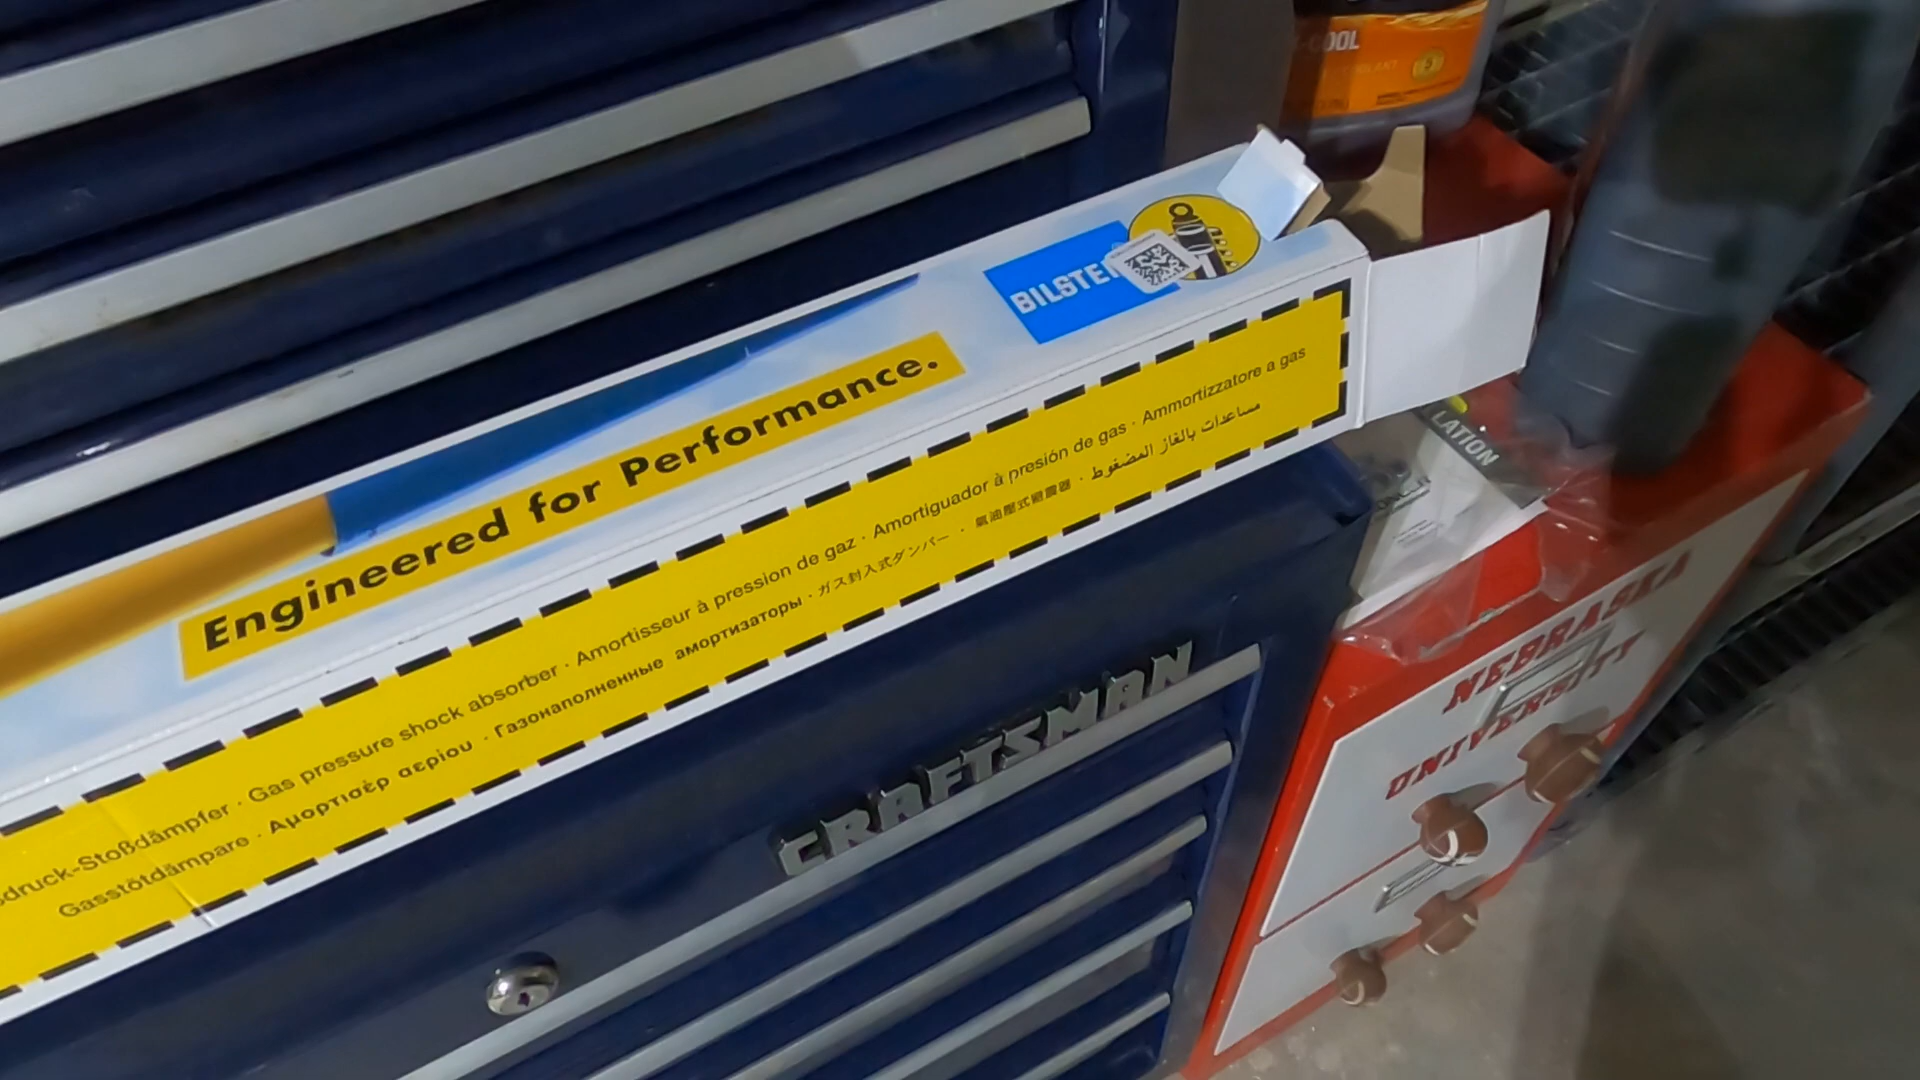 -COOL
BILSTEI
Engineered for Performance.
sdruck-Stoßdämpfer · Gas pressure shock absorber · Amortisseur à pression de gaz · Amortiguador à presión de gas · Ammortizzatore a gas
Gasstötdämpare · Αμορτισέρ αερίου · Газонаполненные амортизаторы · ガス封入式ダンパー · 氣油壓式避震器 · مساعدات بالغاز المضغوط
CRAFTSMAN
LATION
NEBRASKA
UNIVERSITY